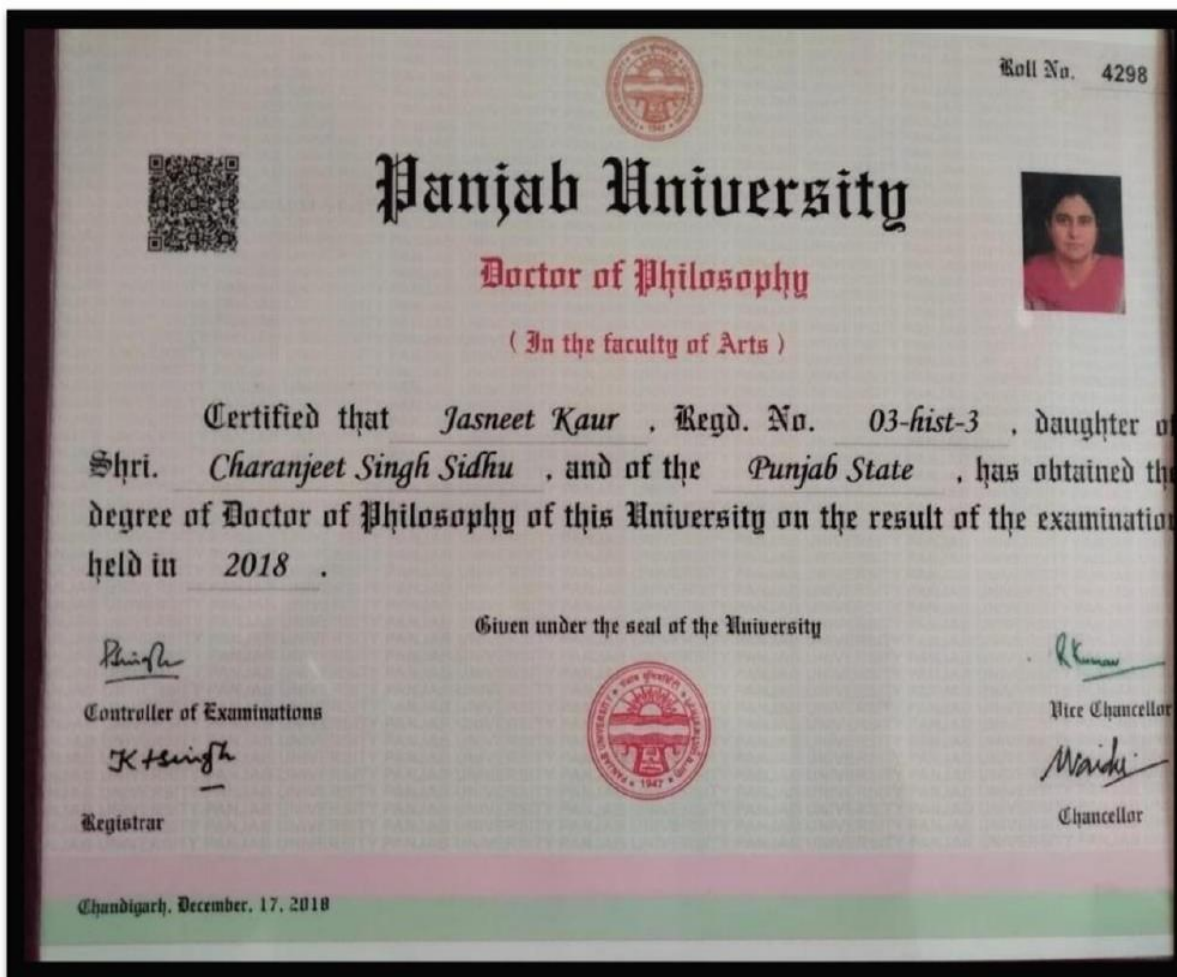 Roll No. 4298
Panjab University
Doctor of Philosophy
( In the faculty of Arts )
Certified that Jasneet Kaur , Regd. No. 03-hist-3 , daughter of
Shri. Charanjeet Singh Sidhu , and of the Punjab State , has obtained the
degree of Doctor of Philosophy of this University on the result of the examination
held in 2018 .
Given under the seal of the University
Controller of Examinations
Vice Chancellor
Registrar
Chancellor
PANJAB UNIVERSITY
1947
Chandigarh, December, 17, 2018